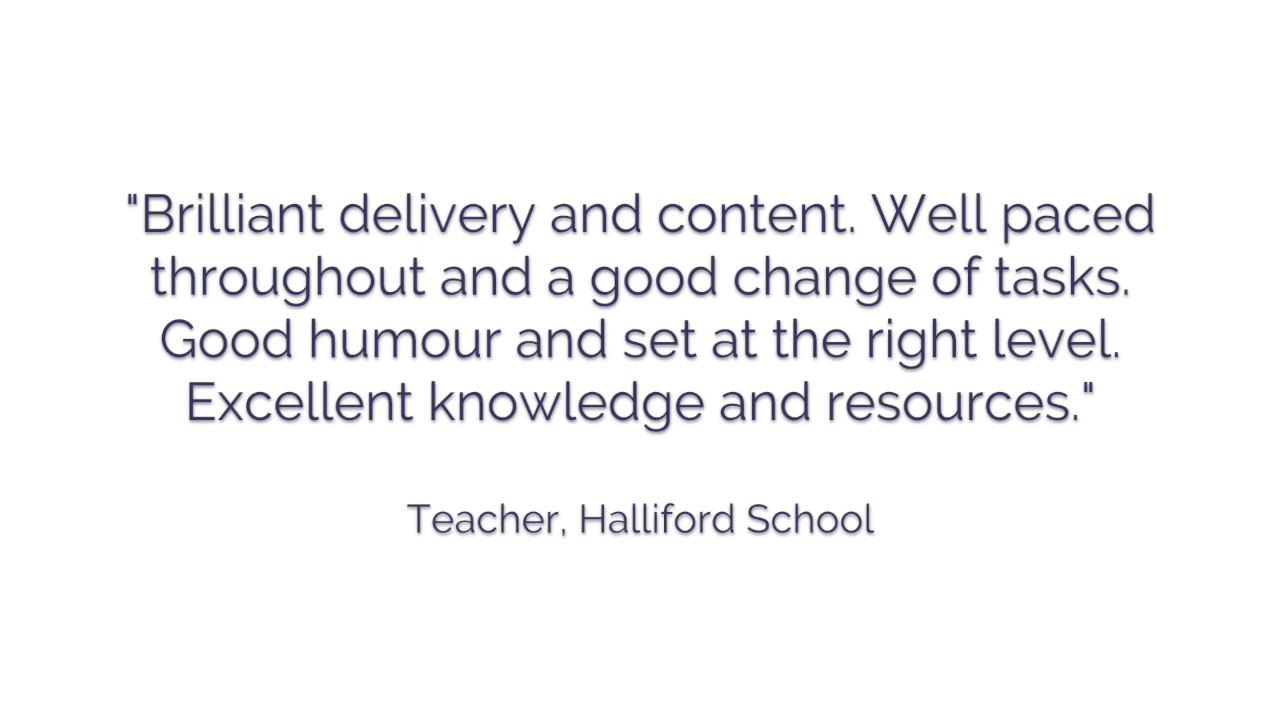 "Brilliant delivery and content. Well paced
throughout and a good change of tasks.
Good humour and set at the right level.
Excellent knowledge and resources."
Teacher, Halliford School